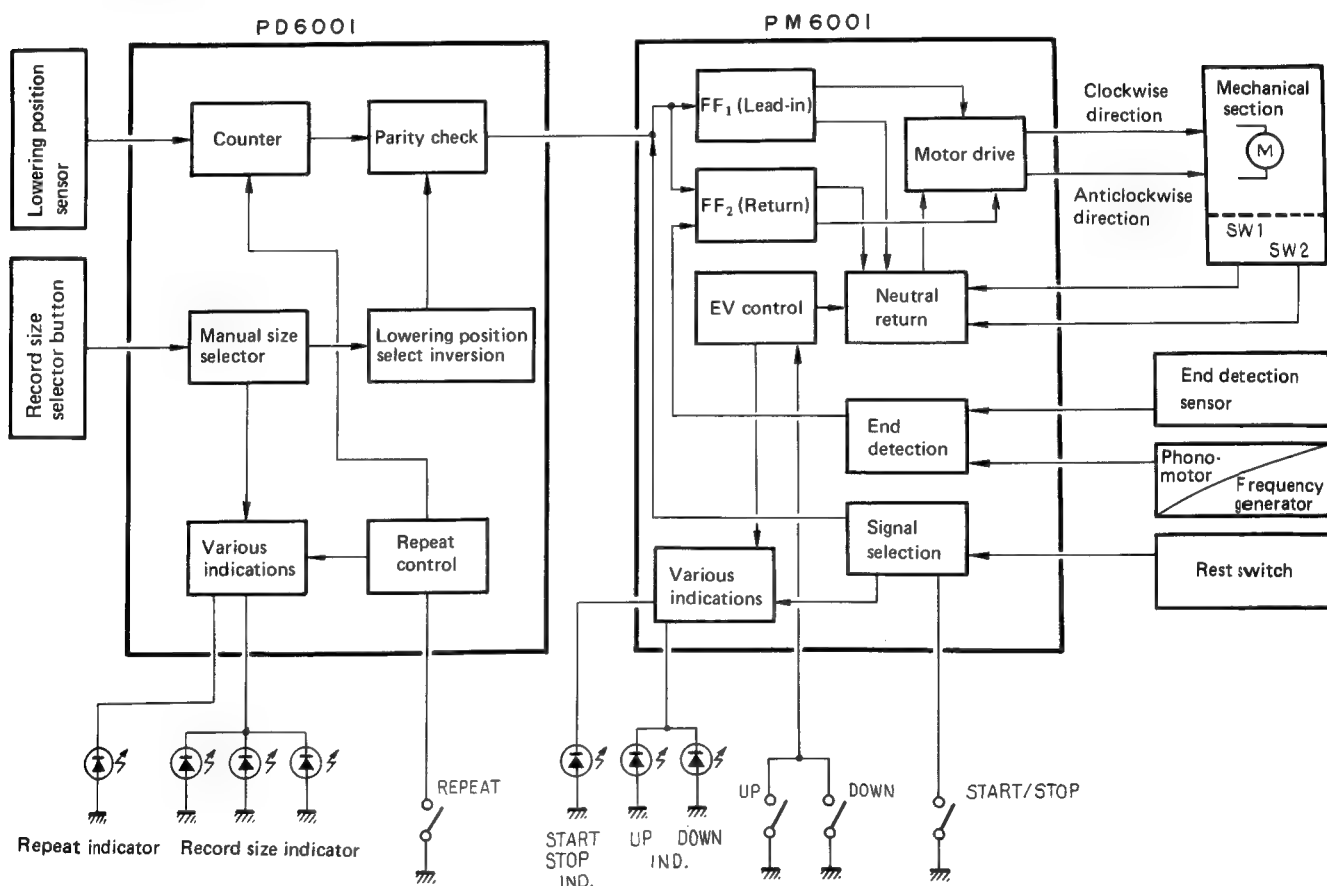 PD6001
PM6001
Lowering position
sensor
Counter
Parity check
Record size
selector button
Manual size
selector
Lowering position
select inversion
Various
indications
Repeat
control
Repeat indicator
Record size indicator
REPEAT
FF1 (Lead-in)
FF2 (Return)
Motor drive
EV control
Neutral
return
End
detection
Signal
selection
Various
indications
Clockwise
direction
Anticlockwise
direction
Mechanical
section
M
SW1
SW2
End detection
sensor
Phono-
motor
Frequency
generator
Rest switch
START
STOP
IND.
UP DOWN
IND.
UP
DOWN
START/STOP